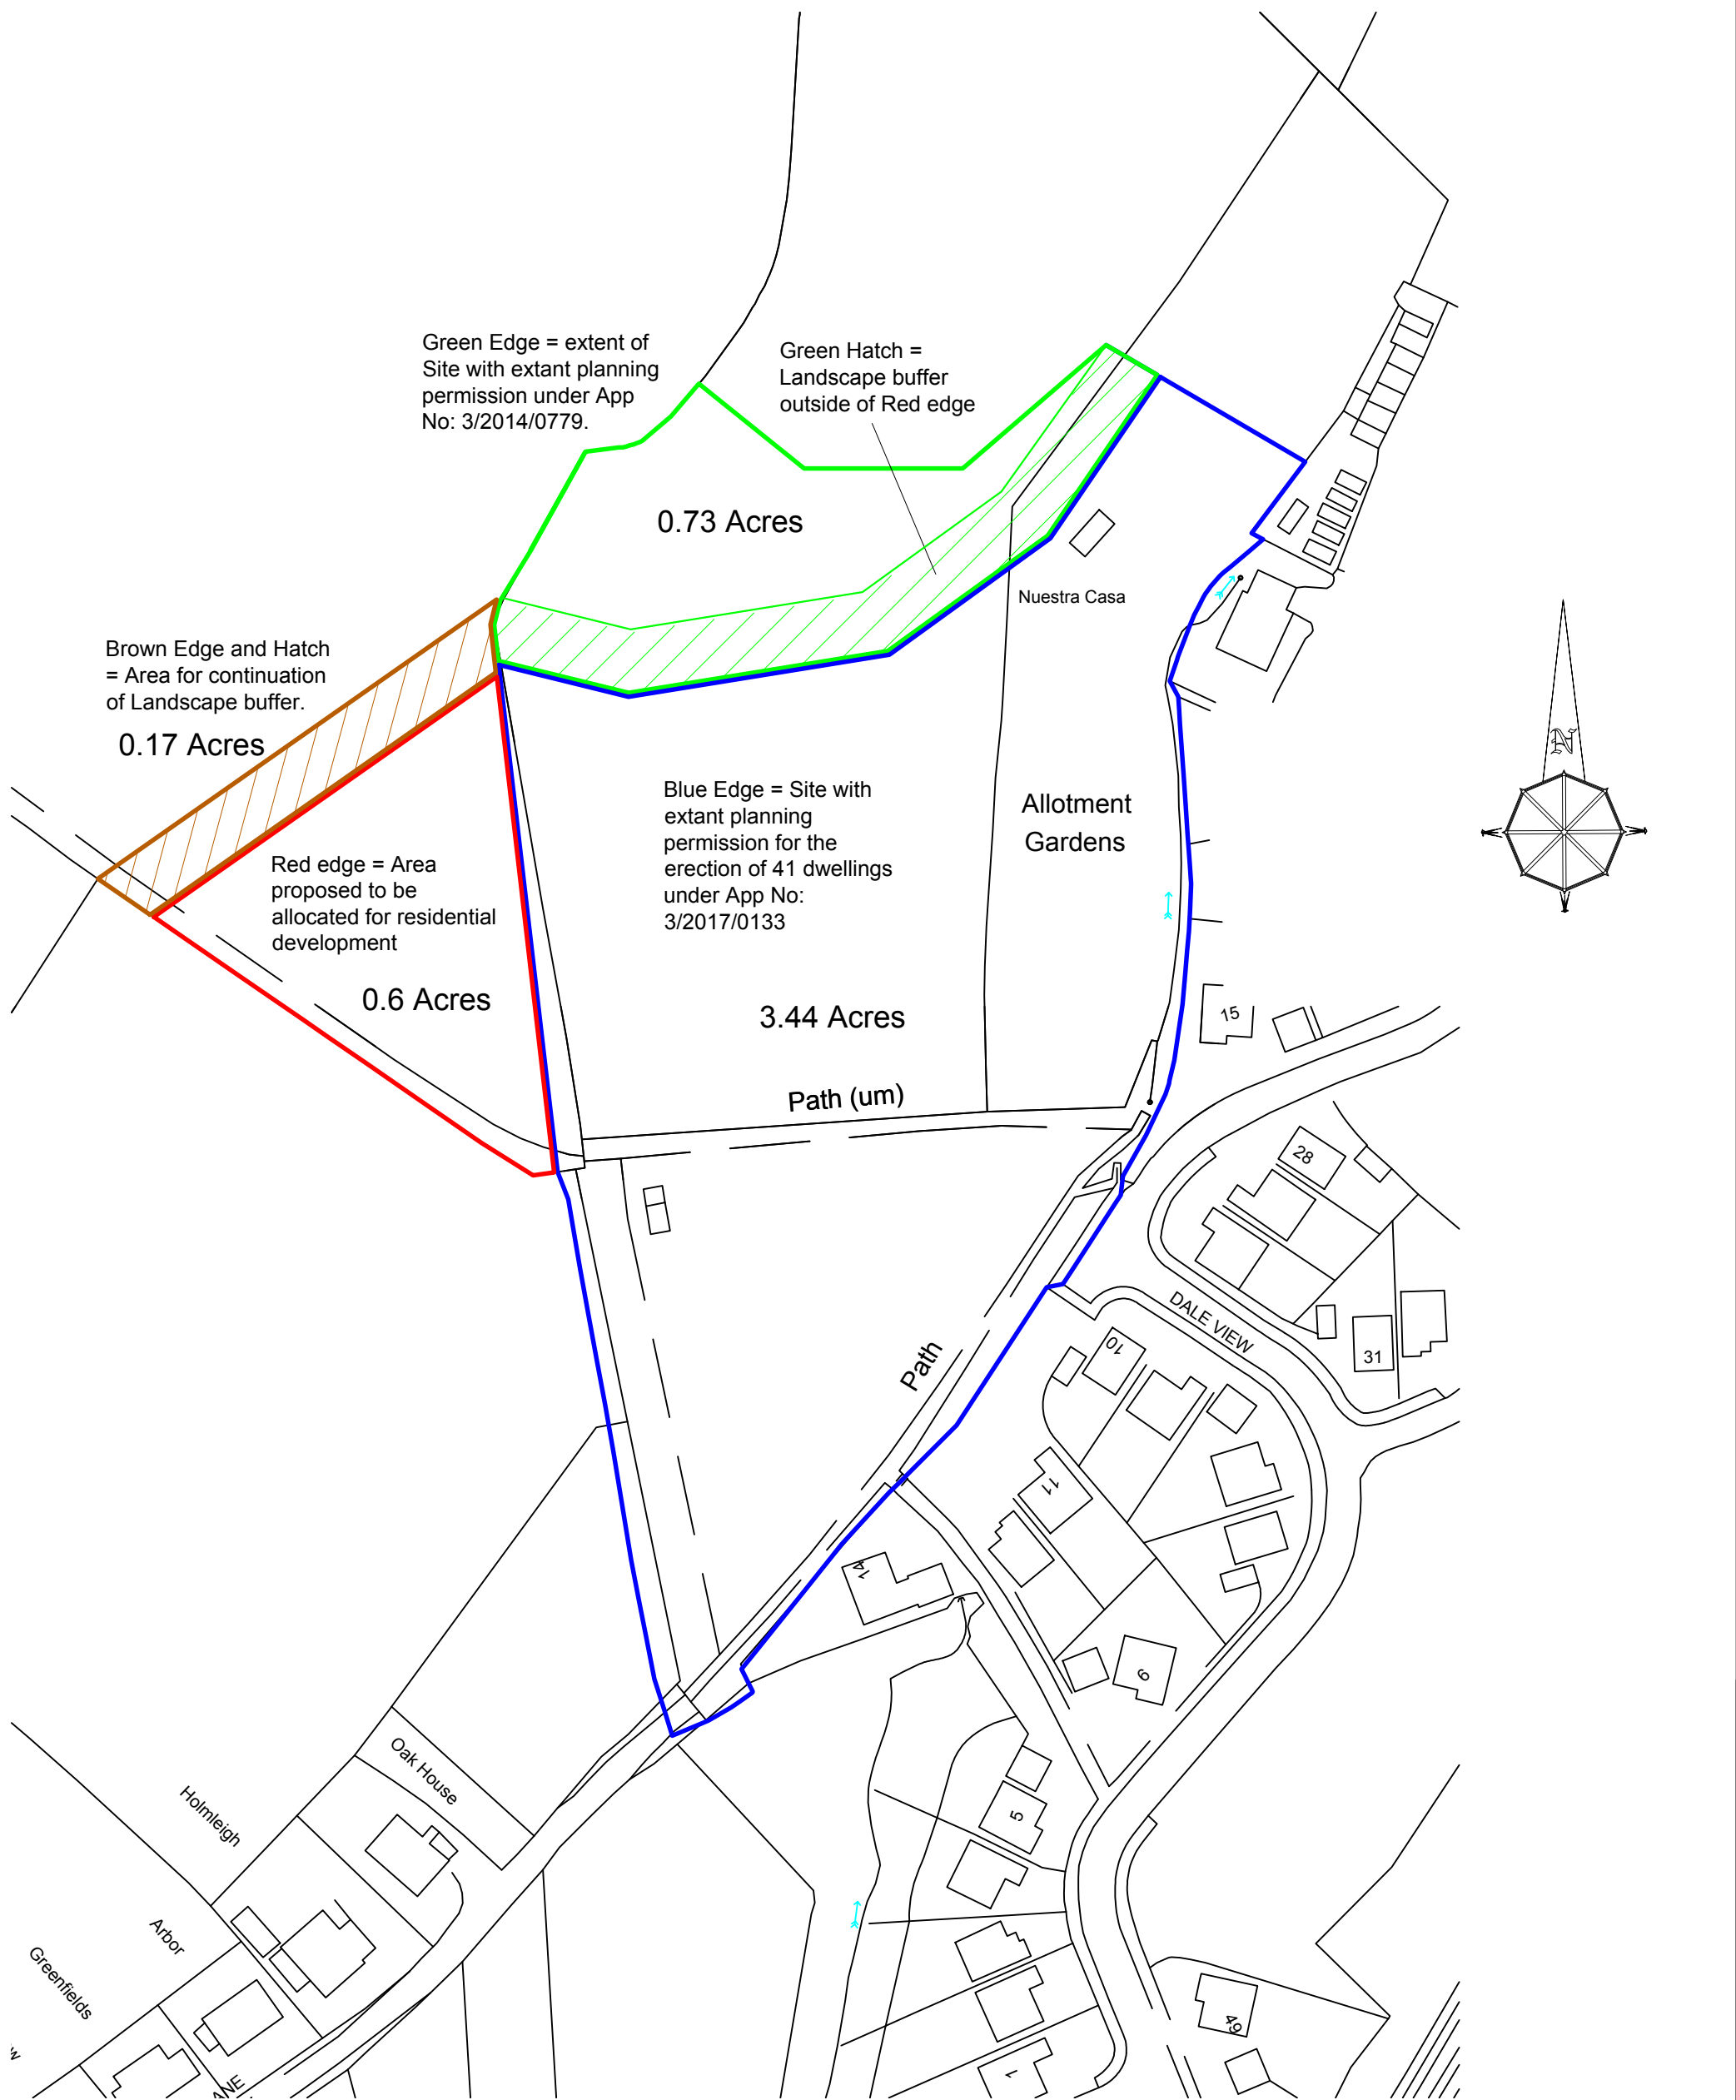 Green Edge = extent of
Site with extant planning
permission under App
No: 3/2014/0779.
Green Hatch =
Landscape buffer
outside of Red edge
0.73 Acres
Nuestra Casa
Brown Edge and Hatch
= Area for continuation
of Landscape buffer.
0.17 Acres
N
Blue Edge = Site with
extant planning
permission for the
erection of 41 dwellings
under App No:
3/2017/0133
Allotment
Gardens
Red edge = Area
proposed to be
allocated for residential
development
0.6 Acres
3.44 Acres
15
Path (um)
28
DALE VIEW
31
10
Path
11
14
6
Oak House
Holmleigh
5
Arbor
Greenfields
49
w
ANE
1